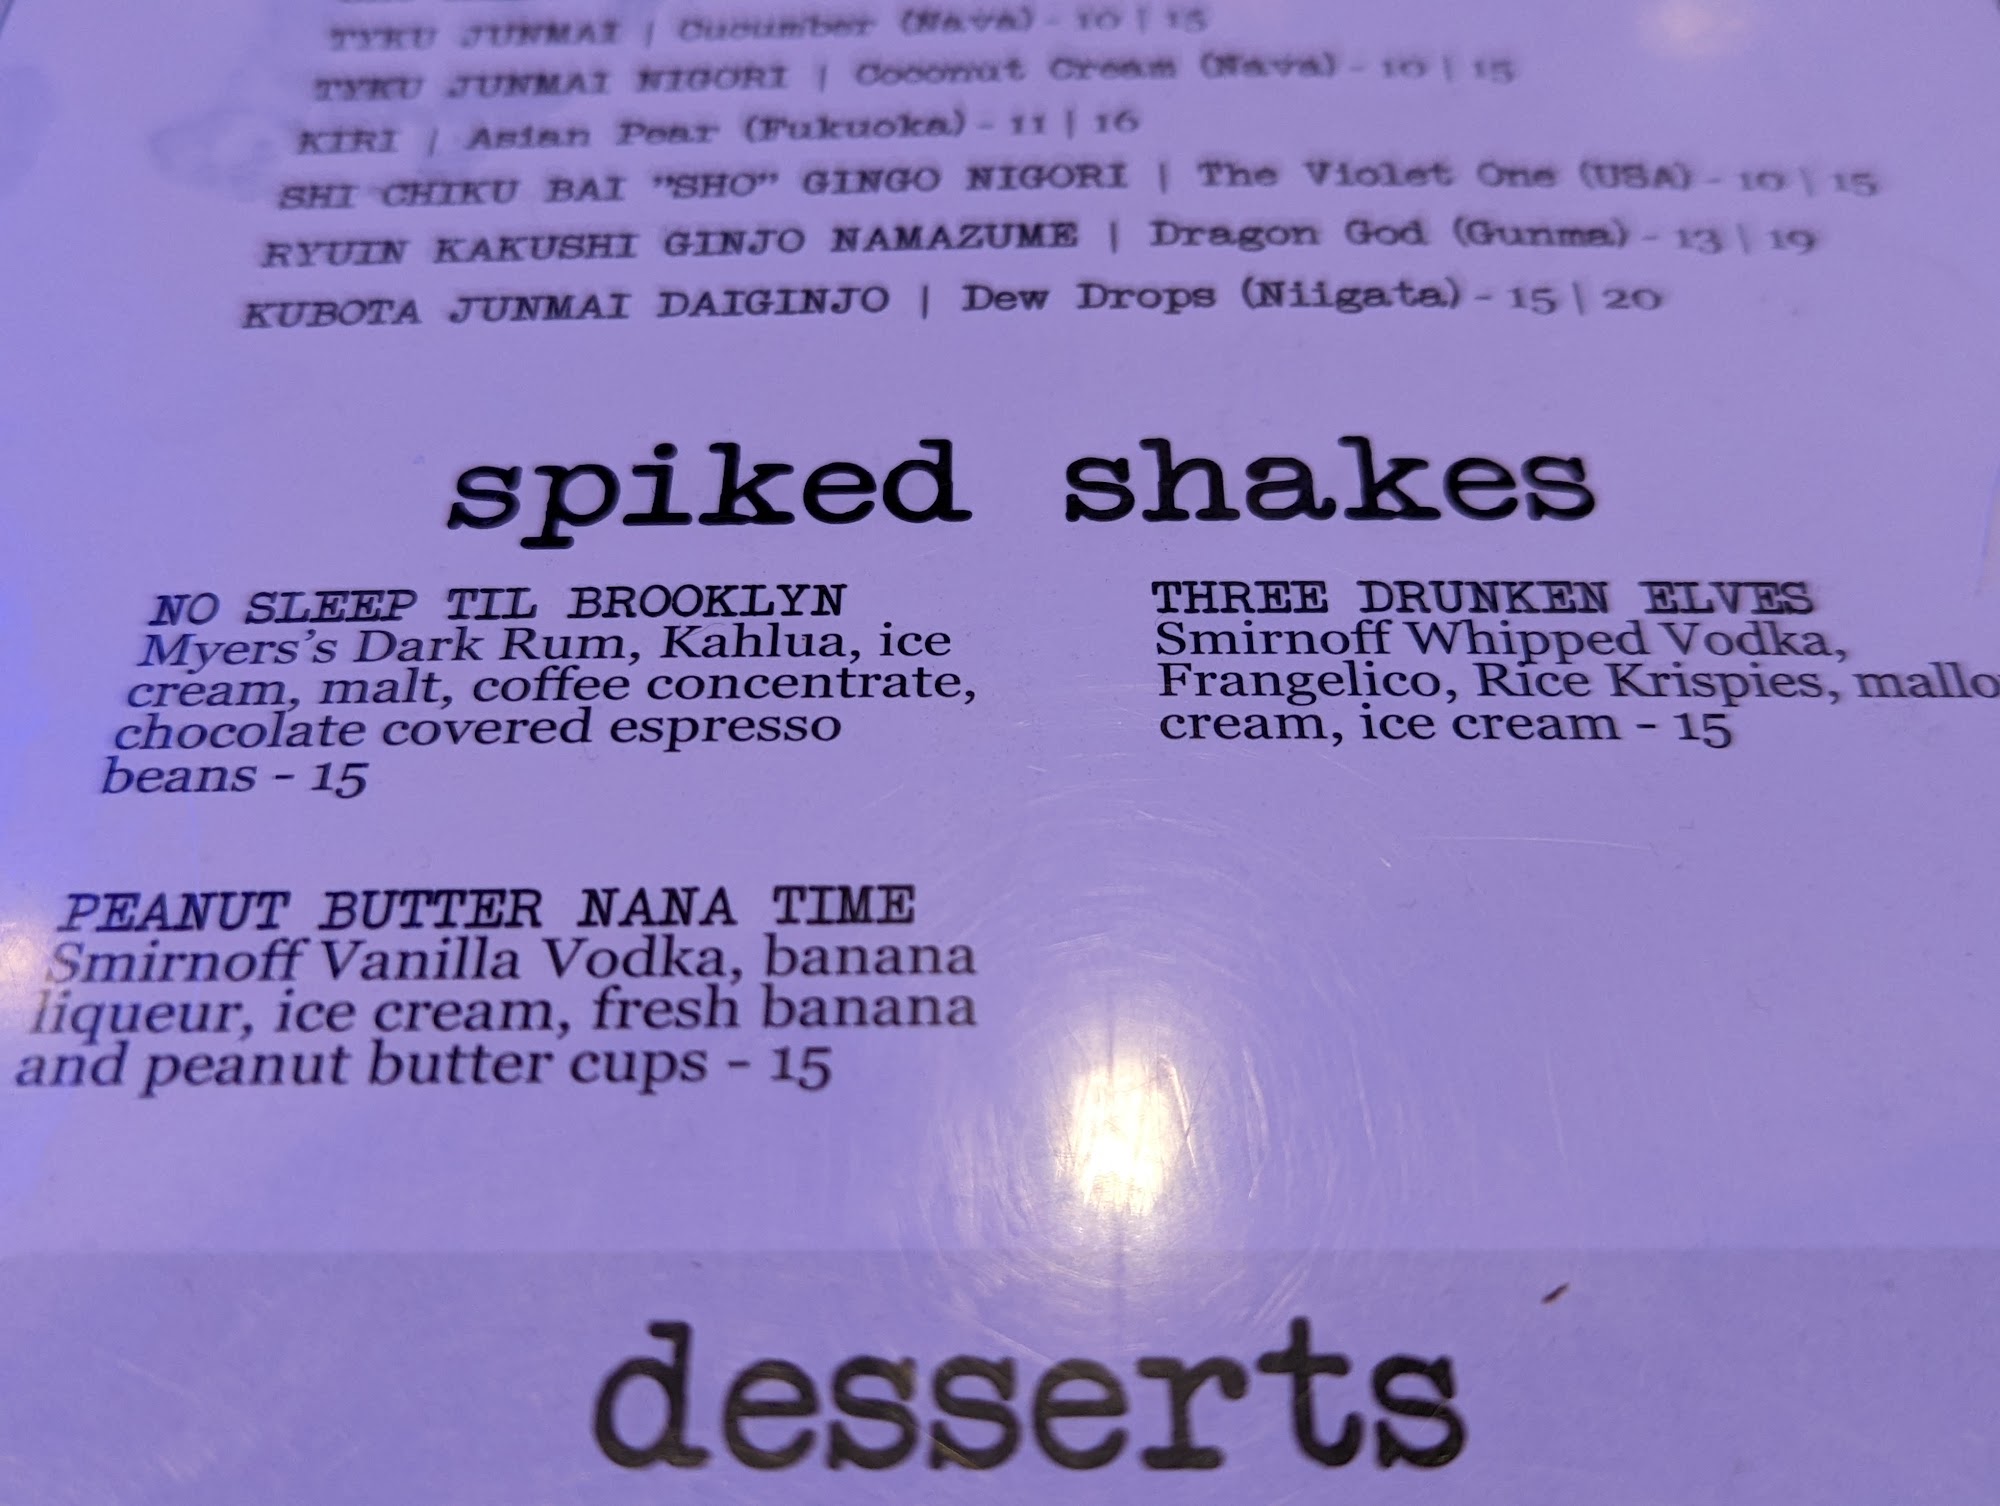 TYKU JUNMAI | Cucumber (Nara) - 10 | 15
TYKU JUNMAI NIGORI | Coconut Cream (Nara) - 10 | 15
KIRI | Asian Pear (Fukuoka) - 11 | 16
SHI CHIKU BAI "SHO" GINGO NIGORI | The Violet One (USA) - 10 | 15
RYUIN KAKUSHI GINJO NAMAZUME | Dragon God (Gunma) - 13 | 19
KUBOTA JUNMAI DAIGINJO | Dew Drops (Niigata) - 15 | 20
spiked shakes
NO SLEEP TIL BROOKLYN
Myers's Dark Rum, Kahlua, ice
cream, malt, coffee concentrate,
chocolate covered espresso
beans - 15
THREE DRUNKEN ELVES
Smirnoff Whipped Vodka,
Frangelico, Rice Krispies, mallo
cream, ice cream - 15
PEANUT BUTTER NANA TIME
Smirnoff Vanilla Vodka, banana
liqueur, ice cream, fresh banana
and peanut butter cups - 15
desserts